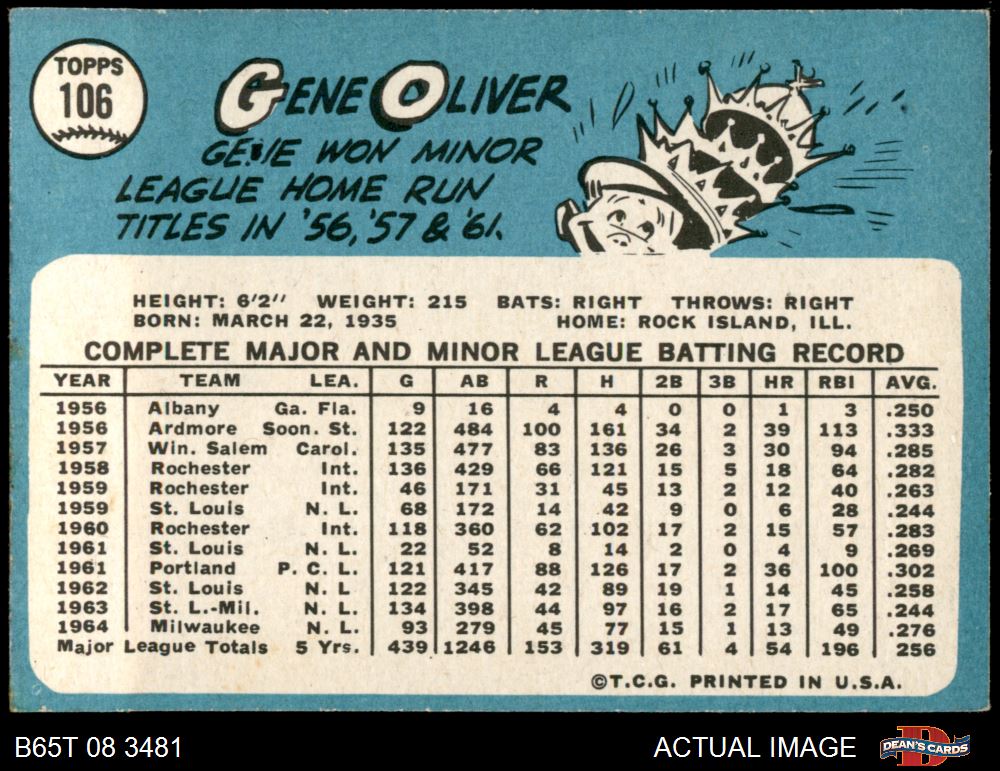 TOPPS
106
GENE OLIVER
GENE WON MINOR
LEAGUE HOME RUN
TITLES IN '56, '57 & '61.
HEIGHT: 6'2" WEIGHT: 215 BATS: RIGHT THROWS: RIGHT
BORN: MARCH 22, 1935 HOME: ROCK ISLAND, ILL.
COMPLETE MAJOR AND MINOR LEAGUE BATTING RECORD
YEAR TEAM LEA. G AB R H 2B 3B HR RBI AVG.
1956 Albany Ga. Fla. 9 16 4 4 0 0 1 3 .250
1956 Ardmore Soon. St. 122 484 100 161 34 2 39 113 .333
1957 Win. Salem Carol. 135 477 83 136 26 3 30 94 .285
1958 Rochester Int. 136 429 66 121 15 5 18 64 .282
1959 Rochester Int. 46 171 31 45 13 2 12 40 .263
1959 St. Louis N. L. 68 172 14 42 9 0 6 28 .244
1960 Rochester Int. 118 360 62 102 17 2 15 57 .283
1961 St. Louis N. L. 22 52 8 14 2 0 4 9 .269
1961 Portland P. C. L. 121 417 88 126 17 2 36 100 .302
1962 St. Louis N. L 122 345 42 89 19 1 14 45 .258
1963 St. L.-Mil. N. L. 134 398 44 97 16 2 17 65 .244
1964 Milwaukee N. L. 93 279 45 77 15 1 13 49 .276
Major League Totals 5 Yrs. 439 1246 153 319 61 4 54 196 256
©T.C.G. PRINTED IN U.S.A.
B65T 08 3481 ACTUAL IMAGE DEAN'S CARDS